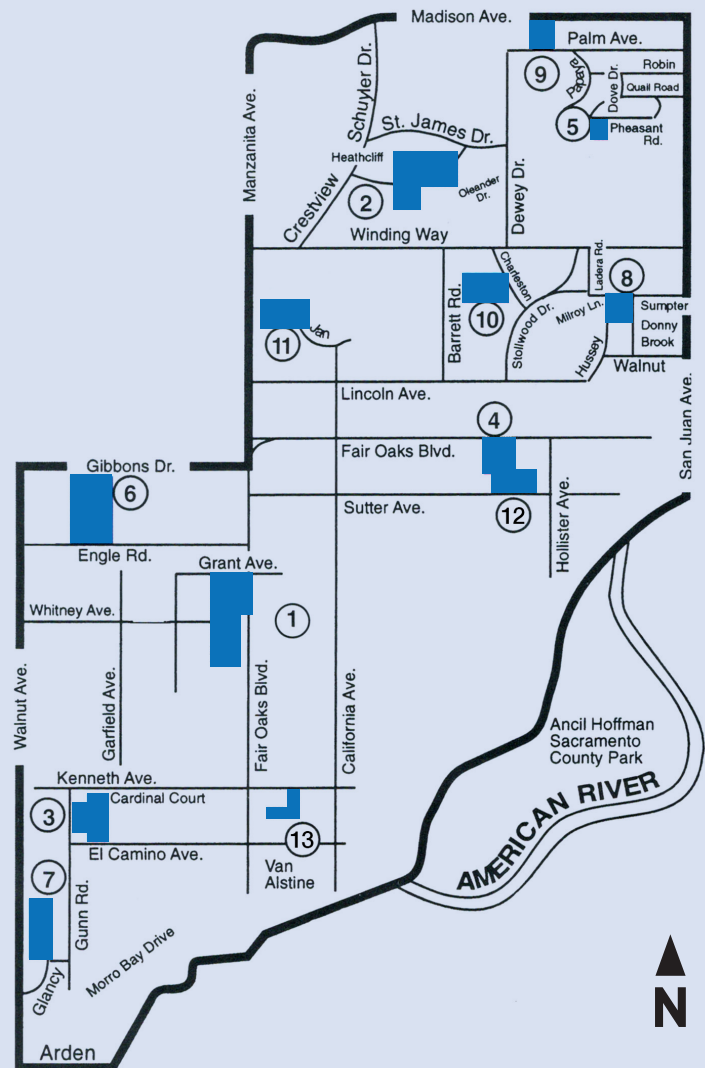 Madison Ave.
Palm Ave.
9
Papaya
Robin
Dove Dr.
Quail Road
5
Pheasant
Rd.
Manzanita Ave.
Schuyler Dr.
St. James Dr.
Heathcliff
Oleander
Dr.
2
Crestview
Dewey Dr.
Winding Way
Charleston
Ladera Rd.
8
Barrett Rd.
10
Stollwood Dr.
Milroy Ln.
Sumpter
Donny
Brook
Hussey
Walnut
Jan
11
Lincoln Ave.
San Juan Ave.
4
Fair Oaks Blvd.
Gibbons Dr.
6
Sutter Ave.
12
Hollister Ave.
Engle Rd.
Grant Ave.
Whitney Ave.
1
Walnut Ave.
Garfield Ave.
Fair Oaks Blvd.
California Ave.
Ancil Hoffman
Sacramento
County Park
AMERICAN RIVER
Kenneth Ave.
Cardinal Court
3
El Camino Ave.
13
Van
Alstine
7
Gunn Rd.
Glancy
Morro Bay Drive
Arden
N